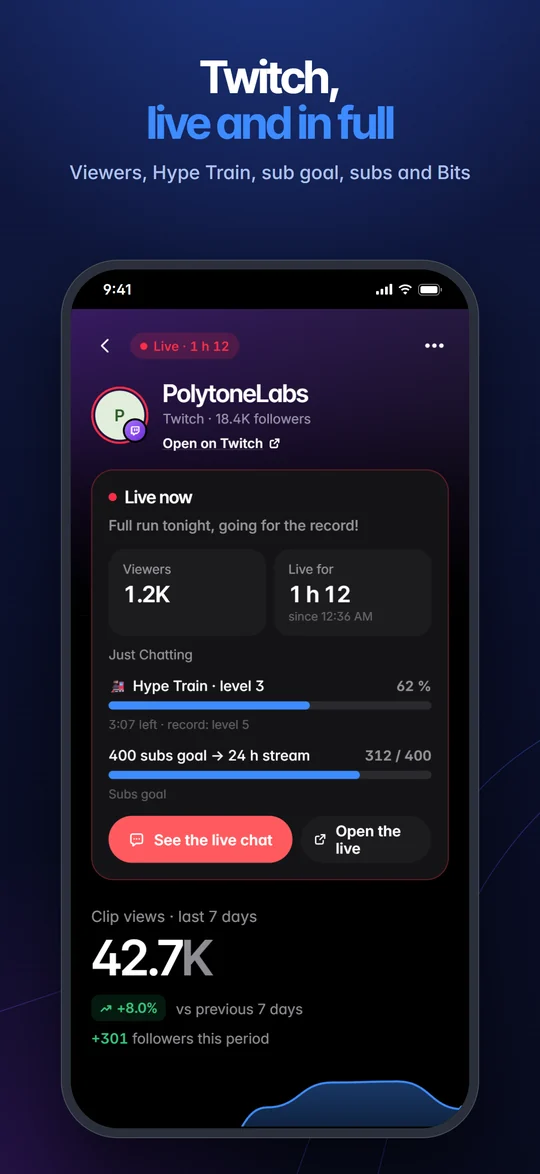 Twitch,
live and in full
Viewers, Hype Train, sub goal, subs and Bits
9:41
Live · 1 h 12
P
PolytoneLabs
Twitch · 18.4K followers
Open on Twitch
Live now
Full run tonight, going for the record!
Viewers
1.2K
Live for
1 h 12
since 12:36 AM
Just Chatting
🚂 Hype Train · level 3
62 %
3:07 left · record: level 5
400 subs goal → 24 h stream
312 / 400
Subs goal
See the live chat
Open the
live
Clip views · last 7 days
42.7K
+8.0% vs previous 7 days
+301 followers this period